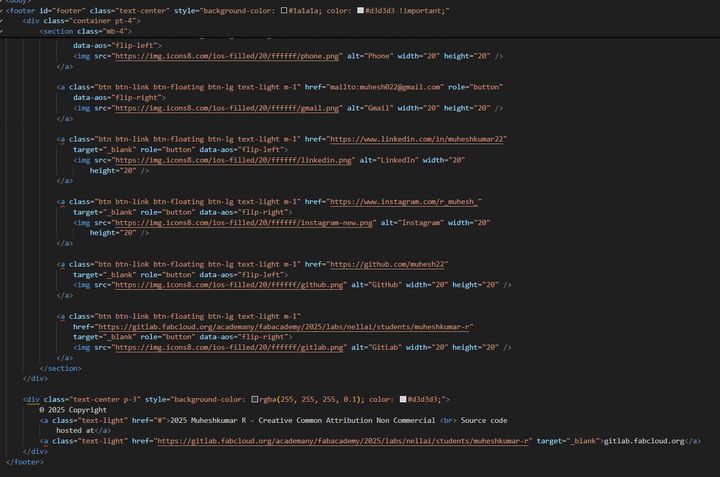 <body>
<footer id="footer" class="text-center" style="background-color: #1a1a1a; color: #d3d3d3 !important;"
<div class="container pt-4">
<section class="mb-4">
data-aos="flip-left">
<img src="https://img.icons8.com/ios-filled/20/ffffff/phone.png" alt="Phone" width="20" height="20" />
</a>
<a class="btn btn-link btn-floating btn-lg text-light m-1" href="mailto:muhesh022@gmail.com" role="button"
data-aos="flip-right">
<img src="https://img.icons8.com/ios-filled/20/ffffff/gmail.png" alt="Gmail" width="20" height="20" />
</a>
<a class="btn btn-link btn-floating btn-lg text-light m-1" href="https://www.linkedin.com/in/muheshkumar22"
target="_blank" role="button" data-aos="flip-left">
<img src="https://img.icons8.com/ios-filled/20/ffffff/linkedin.png" alt="LinkedIn" width="20"
height="20" />
</a>
<a class="btn btn-link btn-floating btn-lg text-light m-1" href="https://www.instagram.com/r_muhesh_"
target="_blank" role="button" data-aos="flip-right">
<img src="https://img.icons8.com/ios-filled/20/ffffff/instagram-new.png" alt="Instagram" width="20"
height="20" />
</a>
<a class="btn btn-link btn-floating btn-lg text-light m-1" href="https://github.com/muhesh22"
target="_blank" role="button" data-aos="flip-left">
<img src="https://img.icons8.com/ios-filled/20/ffffff/github.png" alt="GitHub" width="20" height="20" />
</a>
<a class="btn btn-link btn-floating btn-lg text-light m-1"
href="https://gitlab.fabcloud.org/academany/fabacademy/2025/labs/nellai/students/muheshkumar-r"
target="_blank" role="button" data-aos="flip-right">
<img src="https://img.icons8.com/ios-filled/20/ffffff/gitlab.png" alt="GitLab" width="20" height="20" />
</a>
</section>
</div>
<div class="text-center p-3" style="background-color: rgba(255, 255, 255, 0.1); color: #d3d3d3;">
© 2025 Copyright
<a class="text-light" href="#">2025 Muheshkumar R - Creative Common Attribution Non Commercial <br> Source code
hosted at</a>
<a class="text-light" href="https://gitlab.fabcloud.org/academany/fabacademy/2025/labs/nellai/students/muheshkumar-r" target="_blank">gitlab.fabcloud.org</a>
</div>
</footer>